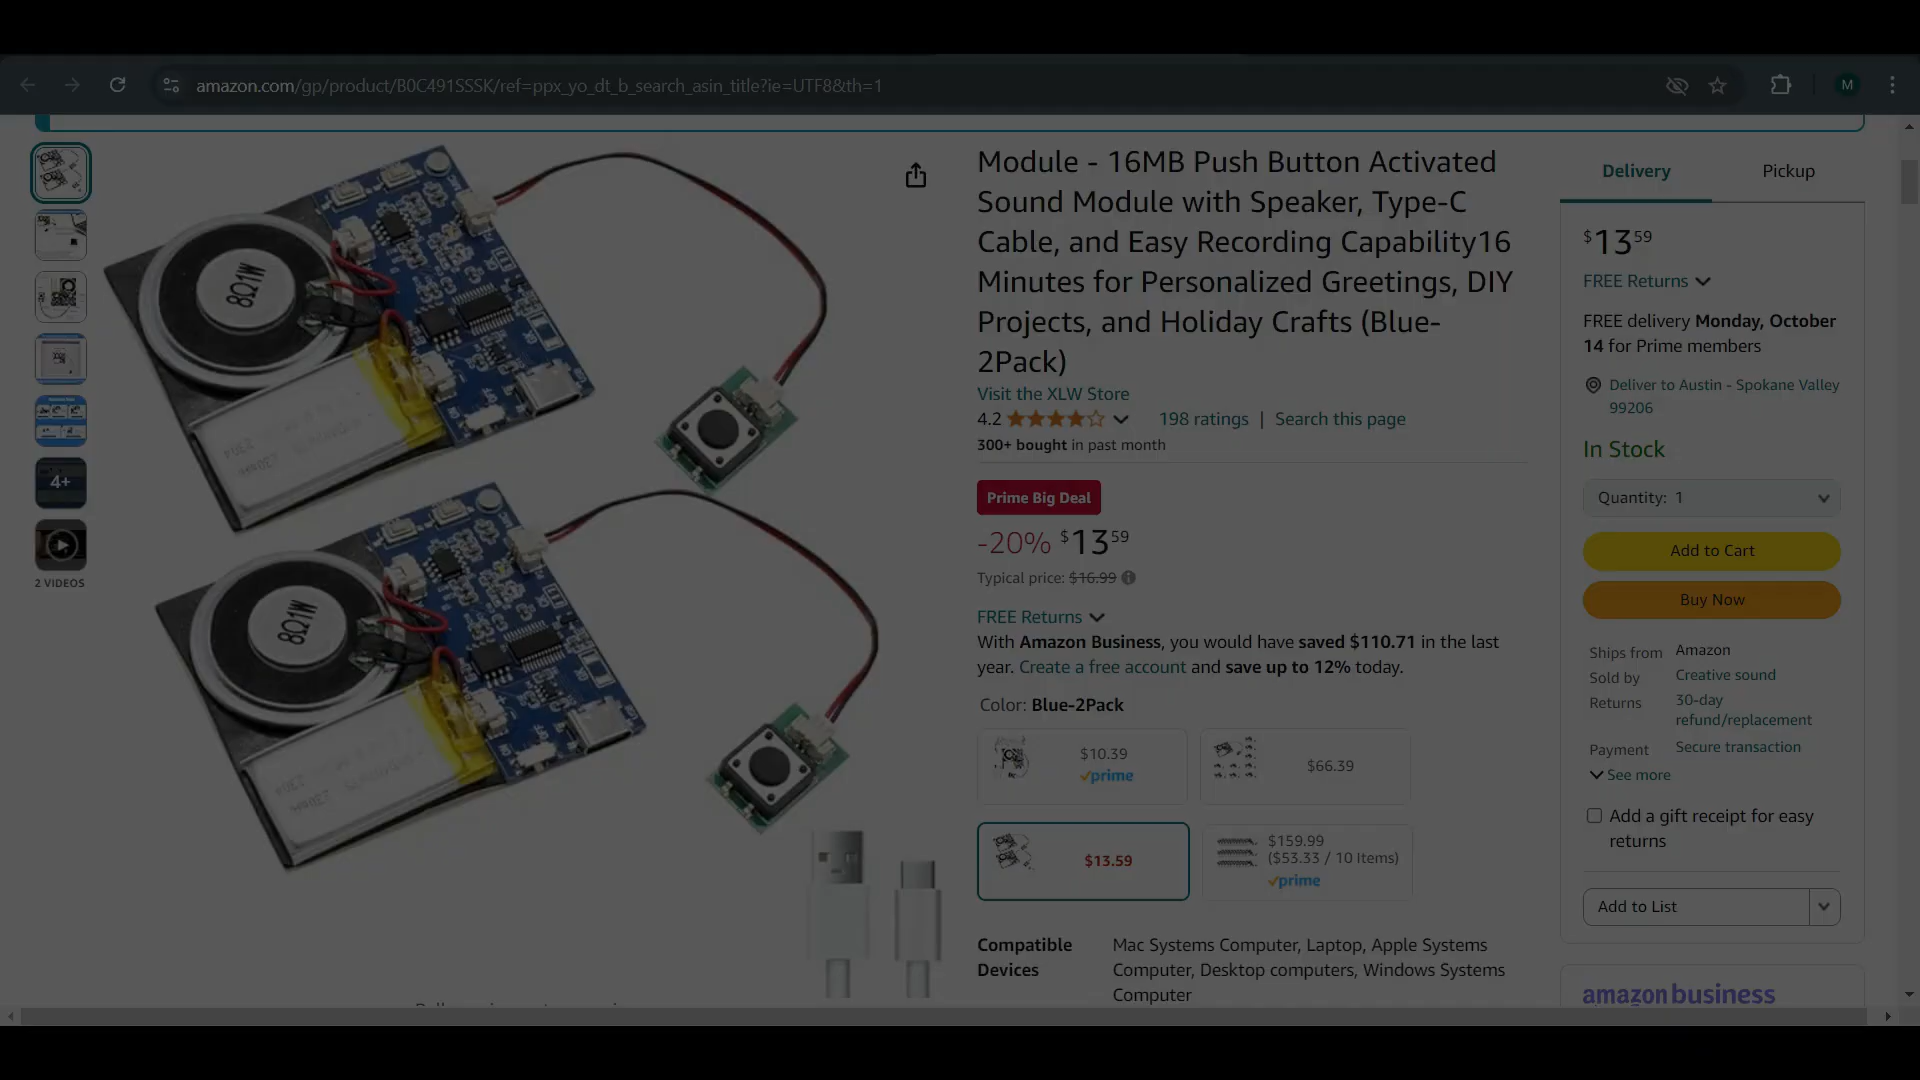 amazon.com/gp/product/B0C491SSSK/ref=ppx_yo_dt_b_search_asin_title?ie=UTF8&th=1
M
4+
2 VIDEOS
8Ω1W
8Ω1W
Module - 16MB Push Button Activated
Sound Module with Speaker, Type-C
Cable, and Easy Recording Capability16
Minutes for Personalized Greetings, DIY
Projects, and Holiday Crafts (Blue-
2Pack)
Visit the XLW Store
4.2 198 ratings | Search this page
300+ bought in past month
Prime Big Deal
-20% $13 59
Typical price: $16.99
FREE Returns
With Amazon Business, you would have saved $110.71 in the last
year. Create a free account and save up to 12% today.
Color: Blue-2Pack
$10.39
prime
$66.39
$13.59
$159.99
($53.33 / 10 Items)
prime
Compatible Devices
Mac Systems Computer, Laptop, Apple Systems
Computer, Desktop computers, Windows Systems
Computer
Delivery Pickup
$13 59
FREE Returns
FREE delivery Monday, October
14 for Prime members
Deliver to Austin - Spokane Valley
99206
In Stock
Quantity: 1
Add to Cart
Buy Now
Ships from Amazon
Sold by Creative sound
Returns 30-day
refund/replacement
Payment Secure transaction
See more
Add a gift receipt for easy
returns
Add to List
amazon business